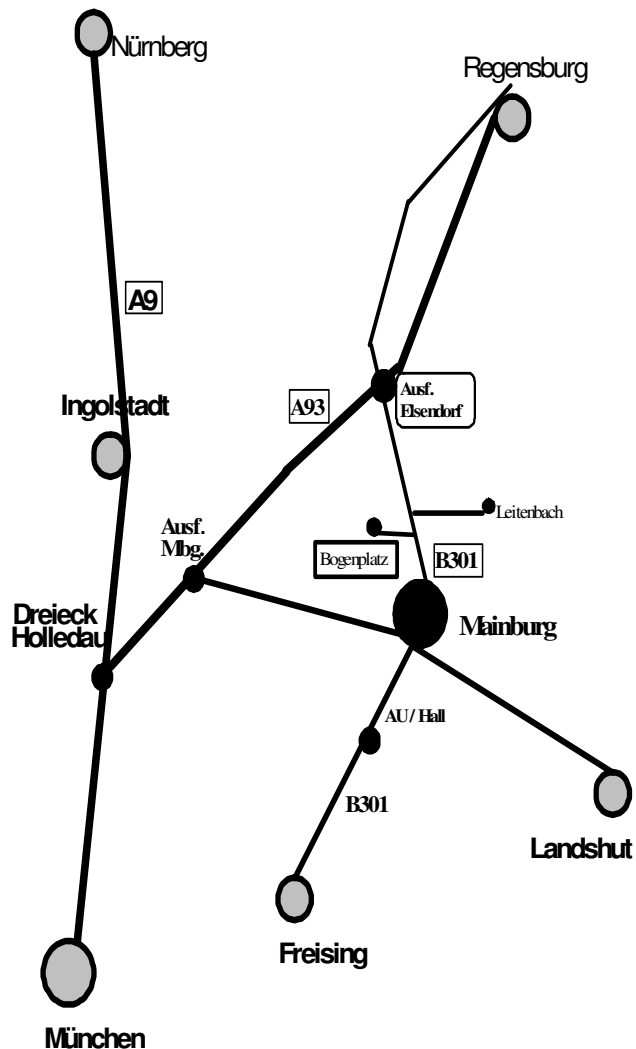 Nürnberg
Regensburg
A9
Ingolstadt
A93
Ausf.
Elsendorf
Leitenbach
Ausf.
Mbg.
Bogenplatz
B301
Dreieck
Holledau
Mainburg
AU / Hall
B301
Landshut
Freising
München